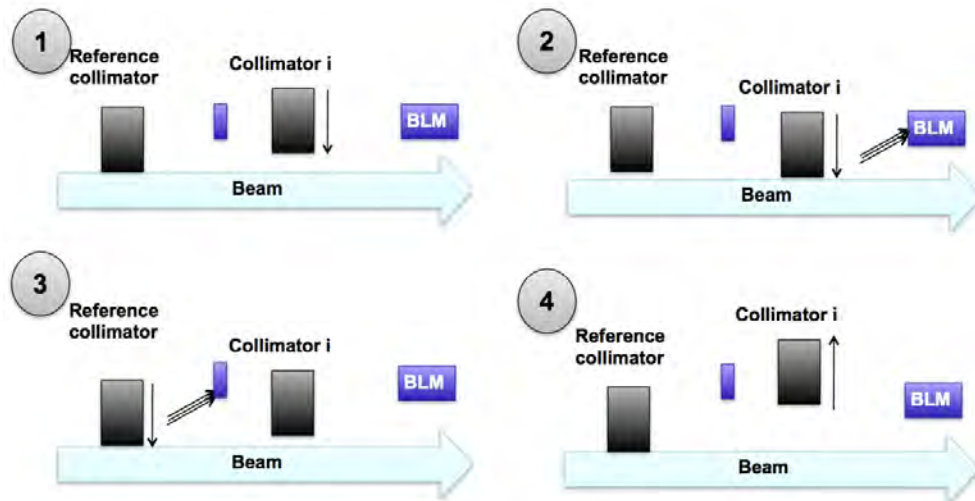 1
Reference
collimator
Collimator i
BLM
Beam
2
Reference
collimator
Collimator i
BLM
Beam
3
Reference
collimator
Collimator i
BLM
Beam
4
Reference
collimator
Collimator i
BLM
Beam